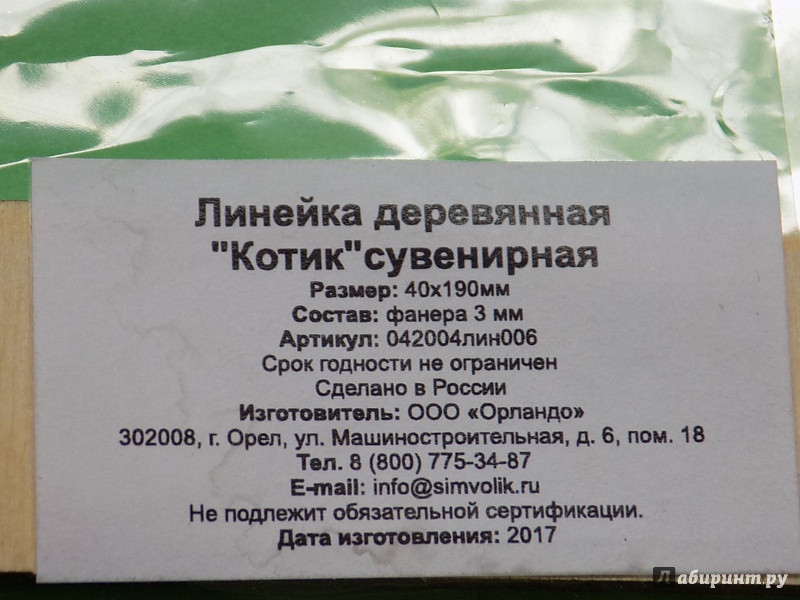 Линейка деревянная
"Котик"сувенирная
Размер: 40х190мм
Состав: фанера 3 мм
Артикул: 042004лин006
Срок годности не ограничен
Сделано в России
Изготовитель: ООО «Орландо»
302008, г. Орел, ул. Машиностроительная, д. 6, пом. 18
Тел. 8 (800) 775-34-87
E-mail: info@simvolik.ru
Не подлежит обязательной сертификации.
Дата изготовления: 2017
Лабиринт.ру